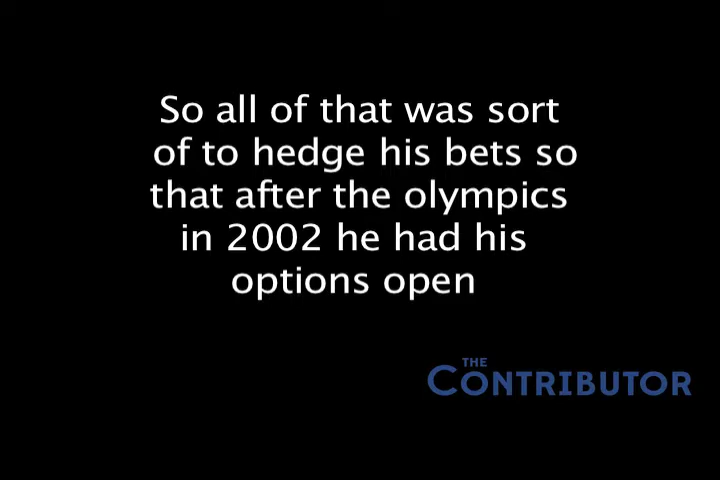 So all of that was sort
of to hedge his bets so
that after the olympics
in 2002 he had his
options open
THE
CONTRIBUTOR